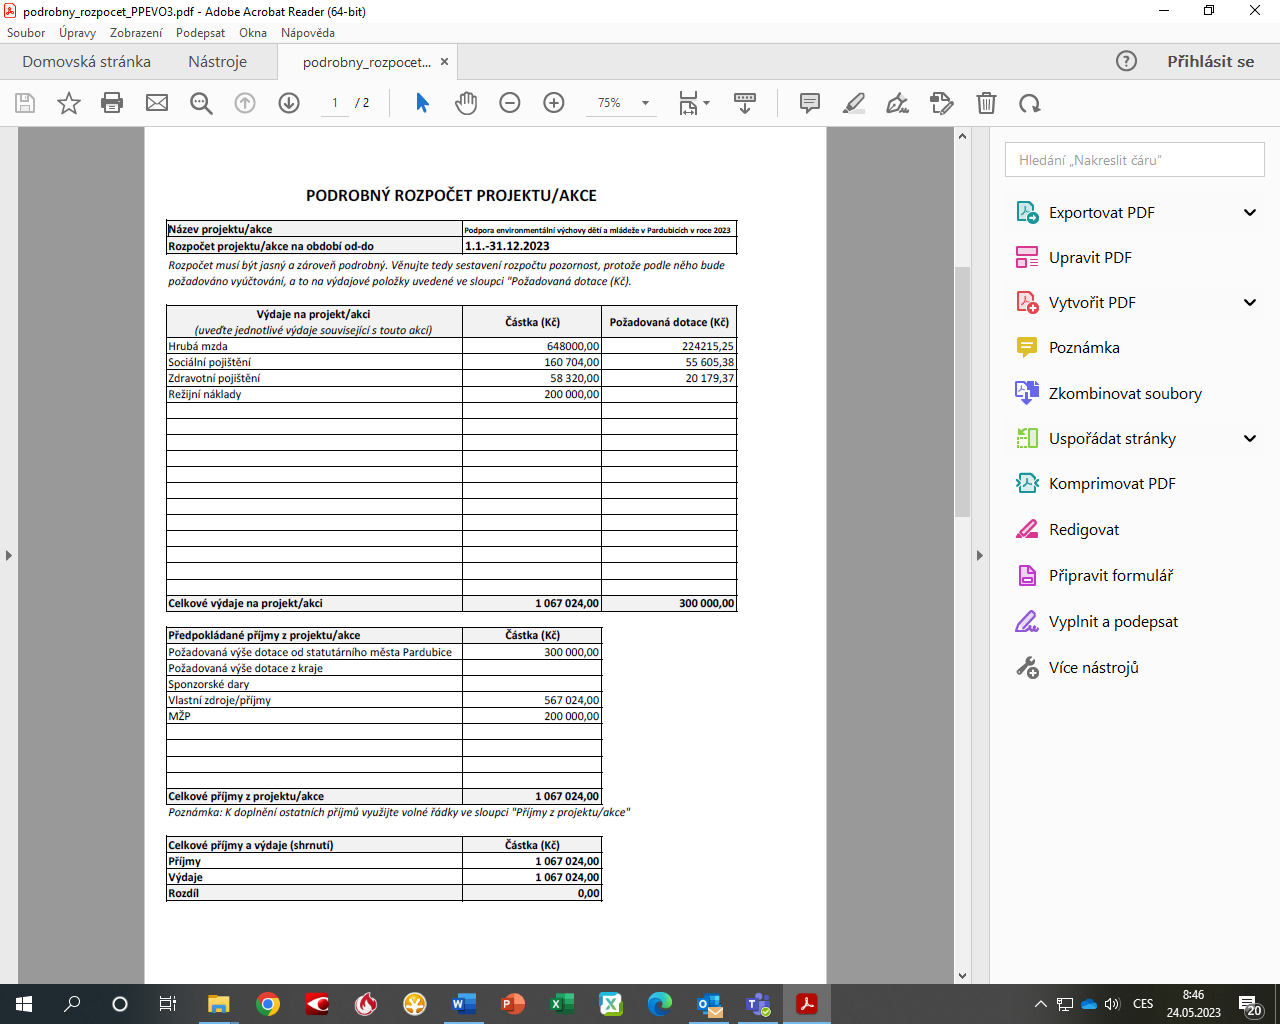 podrobny_rozpocet_PPEVO3.pdf - Adobe Acrobat Reader (64-bit)
Soubor Úpravy Zobrazení Podepsat Okna Nápověda
Domovská stránka Nástroje podrobny_rozpocet... × Přihlásit se
1 / 2 75%
Hledání „Nakreslit čáru"
Exportovat PDF
Upravit PDF
Vytvořit PDF
Poznámka
Zkombinovat soubory
Uspořádat stránky
Komprimovat PDF
Redigovat
Připravit formulář
Vyplnit a podepsat
Více nástrojů
PODROBNÝ ROZPOČET PROJEKTU/AKCE
Název projektu/akce Podpora environmentální výchovy dětí a mládeže v Pardubicích v roce 2023
Rozpočet projektu/akce na období od-do 1.1.-31.12.2023
Rozpočet musí být jasný a zároveň podrobný. Věnujte tedy sestavení rozpočtu pozornost, protože podle něho bude
požadováno vyúčtování, a to na výdajové položky uvedené ve sloupci "Požadovaná dotace (Kč).
Výdaje na projekt/akci
(uveďte jednotlivé výdaje související s touto akcí) Částka (Kč) Požadovaná dotace (Kč)
Hrubá mzda 648000,00 224215,25
Sociální pojištění 160 704,00 55 605,38
Zdravotní pojištění 58 320,00 20 179,37
Režijní náklady 200 000,00
Celkové výdaje na projekt/akci 1 067 024,00 300 000,00
Předpokládané příjmy z projektu/akce Částka (Kč)
Požadovaná výše dotace od statutárního města Pardubice 300 000,00
Požadovaná výše dotace z kraje
Sponzorské dary
Vlastní zdroje/příjmy 567 024,00
MŽP 200 000,00
Celkové příjmy z projektu/akce 1 067 024,00
Poznámka: K doplnění ostatních příjmů využijte volné řádky ve sloupci "Příjmy z projektu/akce"
Celkové příjmy a výdaje (shrnutí) Částka (Kč)
Příjmy 1 067 024,00
Výdaje 1 067 024,00
Rozdíl 0,00
CES
8:46
24.05.2023
20